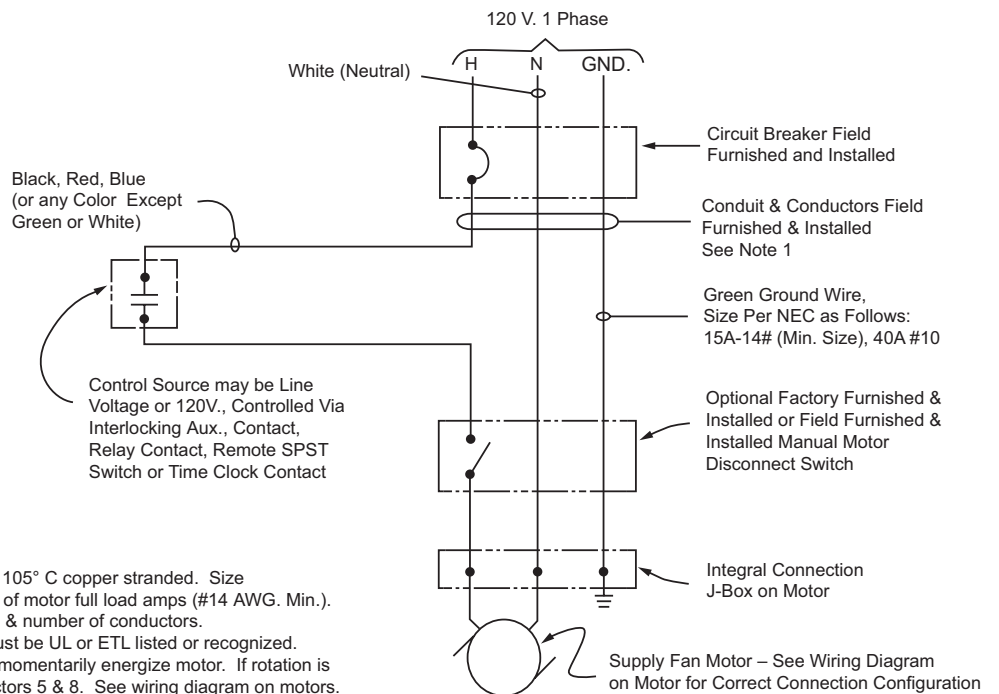 120 V. 1 Phase
H N GND.
White (Neutral)
Circuit Breaker Field
Furnished and Installed
Black, Red, Blue
(or any Color Except
Green or White)
Conduit & Conductors Field
Furnished & Installed
See Note 1
Green Ground Wire,
Size Per NEC as Follows:
15A-14# (Min. Size), 40A #10
Control Source may be Line
Voltage or 120V., Controlled Via
Interlocking Aux., Contact,
Relay Contact, Remote SPST
Switch or Time Clock Contact
Optional Factory Furnished &
Installed or Field Furnished &
Installed Manual Motor
Disconnect Switch
Integral Connection
J-Box on Motor
105° C copper stranded. Size
of motor full load amps (#14 AWG. Min.).
& number of conductors.
ust be UL or ETL listed or recognized.
momentarily energize motor. If rotation is
ctors 5 & 8. See wiring diagram on motors.
Supply Fan Motor – See Wiring Diagram
on Motor for Correct Connection Configuration